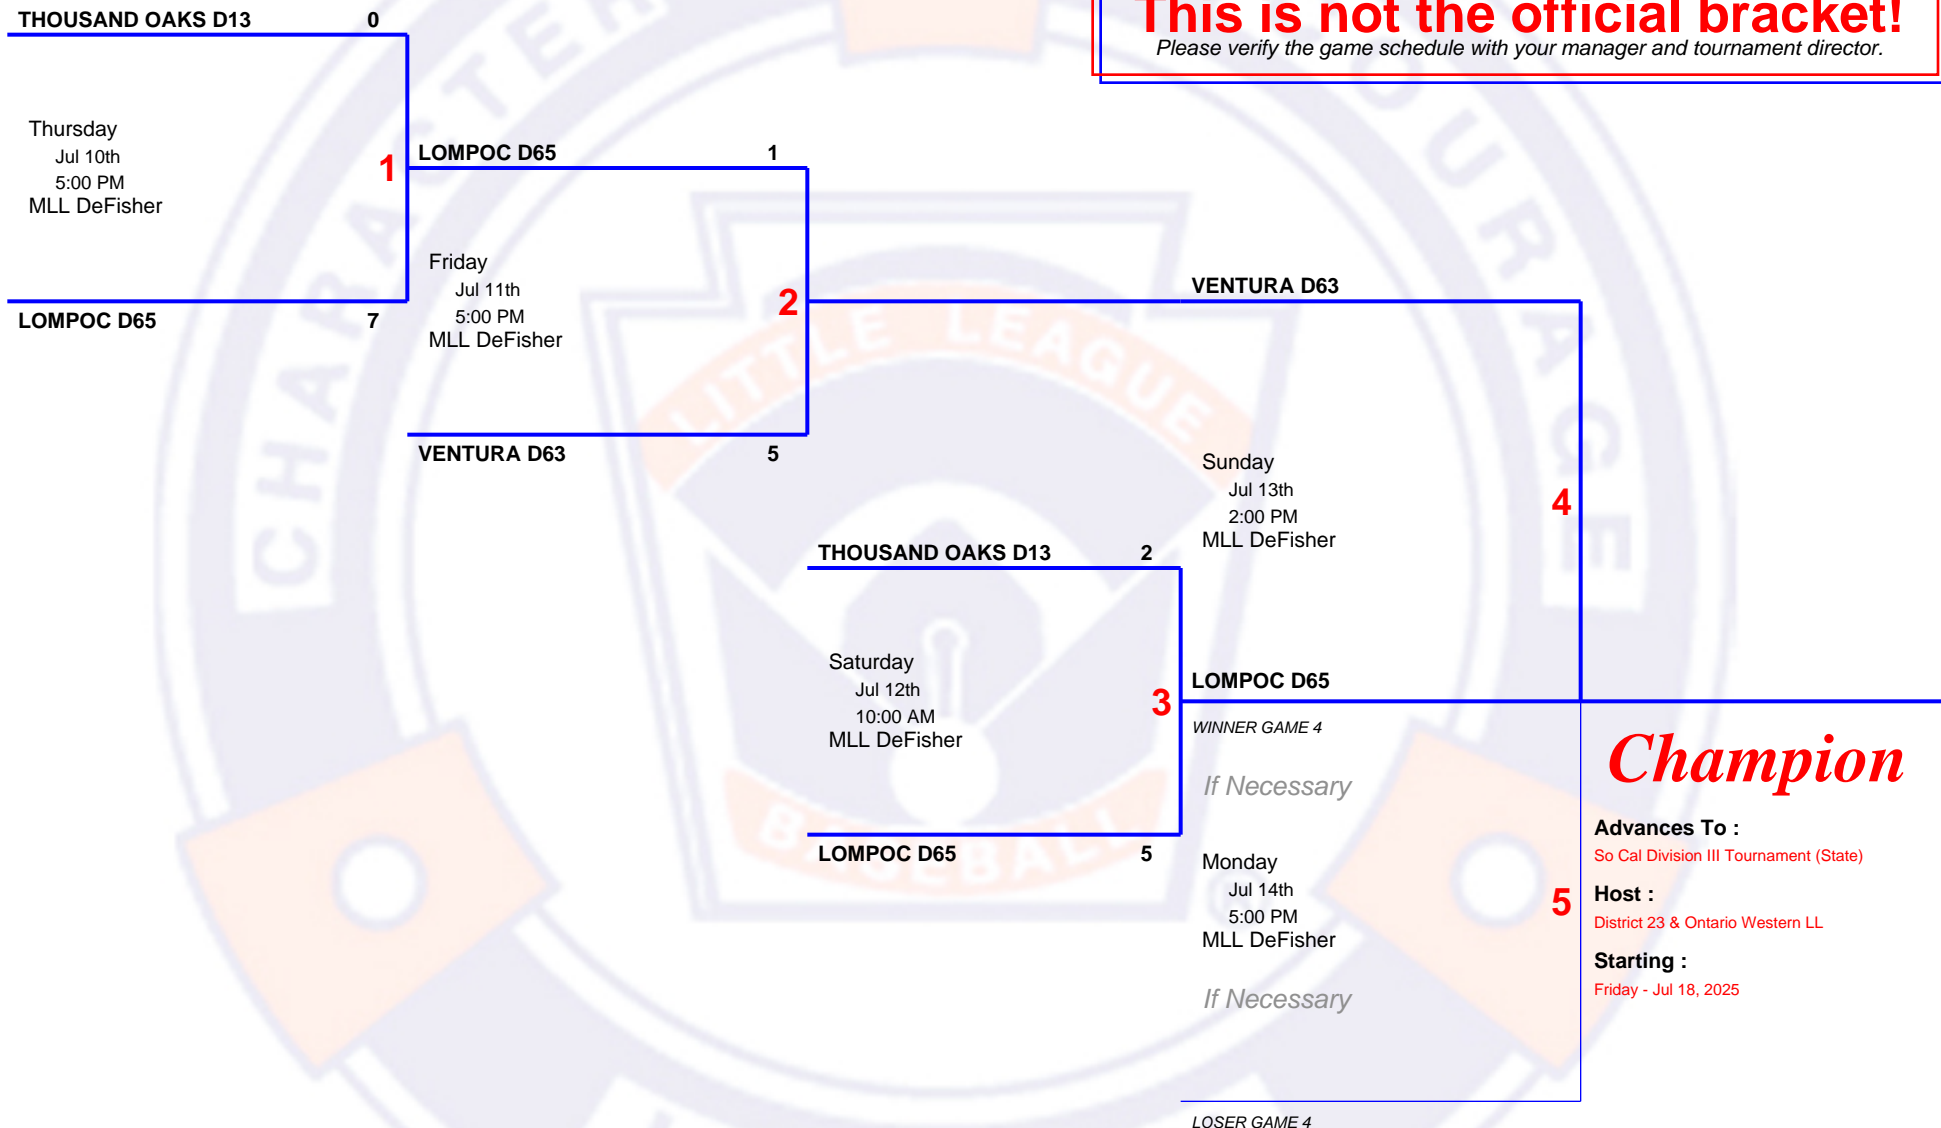 THOUSAND OAKS D13 0
This is not the official bracket!
Please verify the game schedule with your manager and tournament director.
Thursday
Jul 10th
5:00 PM
MLL DeFisher
1
LOMPOC D65 1
LOMPOC D65 7
Friday
Jul 11th
5:00 PM
MLL DeFisher
2
VENTURA D63 5
VENTURA D63
Sunday
Jul 13th
2:00 PM
MLL DeFisher
4
THOUSAND OAKS D13 2
Saturday
Jul 12th
10:00 AM
MLL DeFisher
3
LOMPOC D65 5
LOMPOC D65
WINNER GAME 4
If Necessary
Monday
Jul 14th
5:00 PM
MLL DeFisher
If Necessary
5
LOSER GAME 4
Champion
Advances To :
So Cal Division III Tournament (State)
Host :
District 23 & Ontario Western LL
Starting :
Friday - Jul 18, 2025
CHARACTER
COURAGE
LITTLE LEAGUE
BASEBALL
®